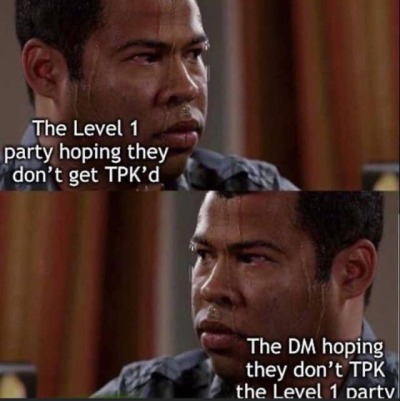 The Level 1
party hoping they
don't get TPK'd
The DM hoping
they don't TPK
the Level 1 party